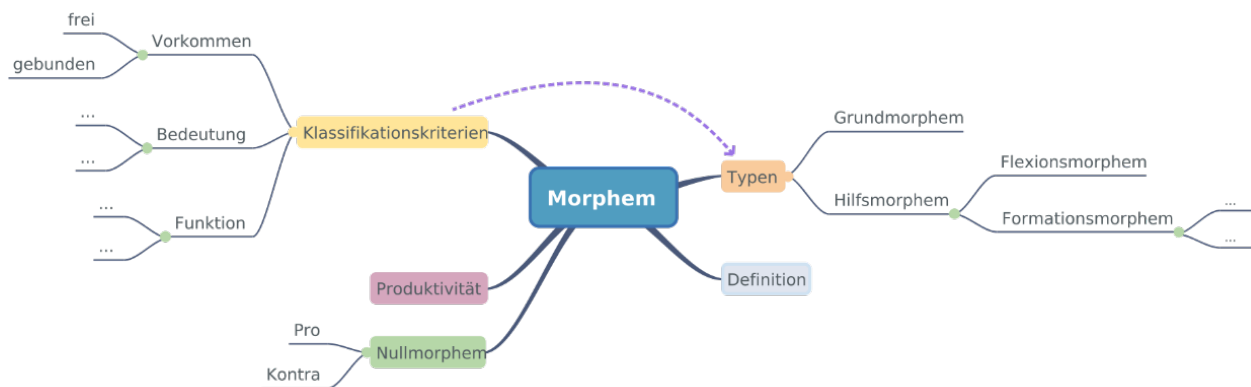 frei
Vorkommen
gebunden
...
Bedeutung
...
...
Funktion
...
Klassifikationskriterien
Morphem
Typen
Grundmorphem
Hilfsmorphem
Flexionsmorphem
Formationsmorphem
...
...
Definition
Produktivität
Pro
Nullmorphem
Kontra